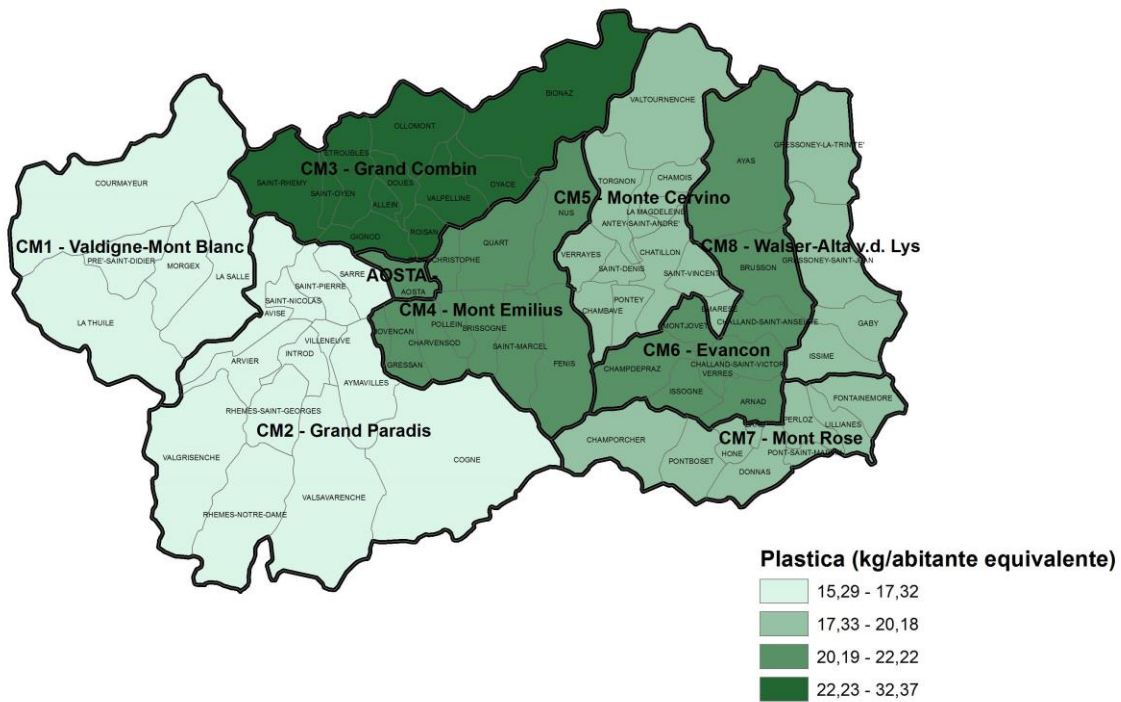 BIONAZ
VALTOURNENCHE
OLLOMONT
GRESSONEY-LA-TRINITE'
ETROUBLES
AYAS
CM3 - Grand Combin
COURMAYEUR
SAINT-RHEMY
DOUES
OYACE
TORGNON
CHAMOIS
SAINT-OYEN
VALPELLINE
ALLEIN
CM5 - Monte Cervino
LA MAGDELEINE
NUS
ANTEY-SAINT-ANDRE'
ROISAN
GIGNOD
QUART
CM1 - Valdigne-Mont Blanc
CM8 - Walser-Alta v.d. Lys
VERRAYES
CHATILLON
PRE'-SAINT-DIDIER
MORGEX
GRESSONEY-SAINT-JEAN
BRUSSON
SARRE
SAINT-DENIS
LA SALLE
AOSTA -
SAINT-VINCENT
SAINT-PIERRE
AOSTA
SAINT-NICOLAS
PONTEY
CM4 - Mont Emilius
CHAMBAVE
EMARESE
AVISE
LA THUILE
GABY
POLLEIN
CHALLAND-SAINT-ANSELME
JOVENCAN
BRISSOGNE
MONTJOVET
VILLENEUVE
CHARVENSOD
SAINT-MARCEL
CM6 - Evancon
INTROD
ISSIME
ARVIER
GRESSAN
FENIS
CHALLAND-SAINT-VICTOR
CHAMPDEPRAZ
VERRES
AYMAVILLES
ISSOGNE
FONTAINEMORE
ARNAD
RHEMES-SAINT-GEORGES
PERLOZ
LILLIANES
CM2 - Grand Paradis
CM7 - Mont Rose
CHAMPORCHER
HONE
PONT-SAINT-MARTIN
VALGRISENCHE
COGNE
PONTBOSET
DONNAS
VALSAVARENCHE
RHEMES-NOTRE-DAME
Plastica (kg/abitante equivalente)
15,29 - 17,32
17,33 - 20,18
20,19 - 22,22
22,23 - 32,37